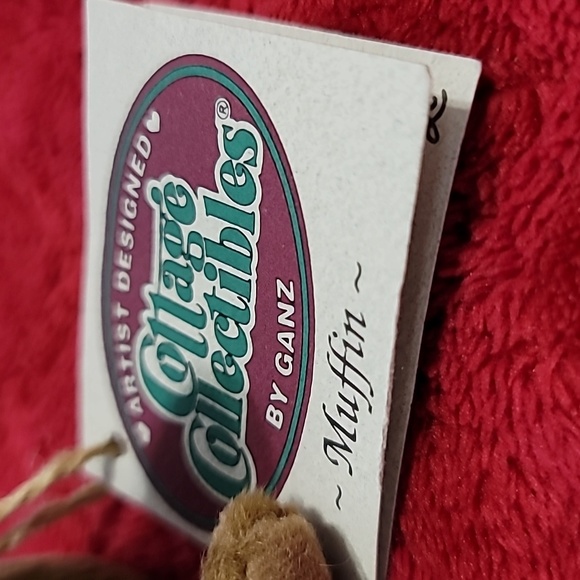 ARTIST DESIGNED
Cottage
Collectibles®
BY GANZ
~ Muffin ~